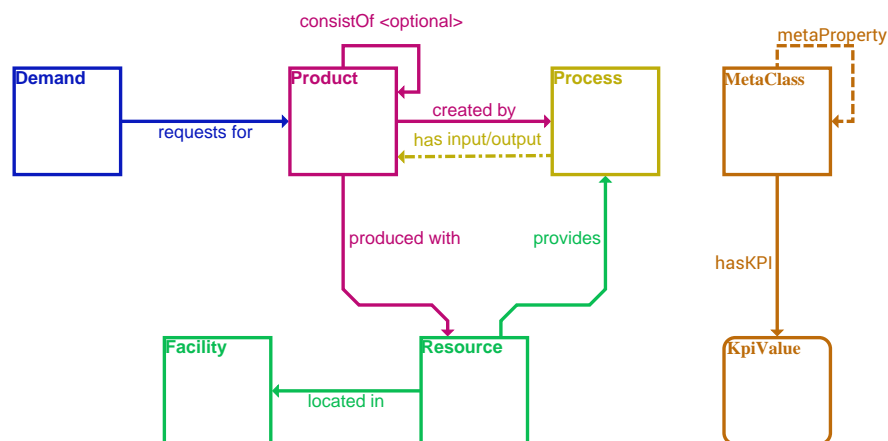 consistOf <optional>
metaProperty
Demand
Product
Process
MetaClass
created by
requests for
has input/output
produced with
provides
hasKPI
Facility
Resource
KpiValue
located in